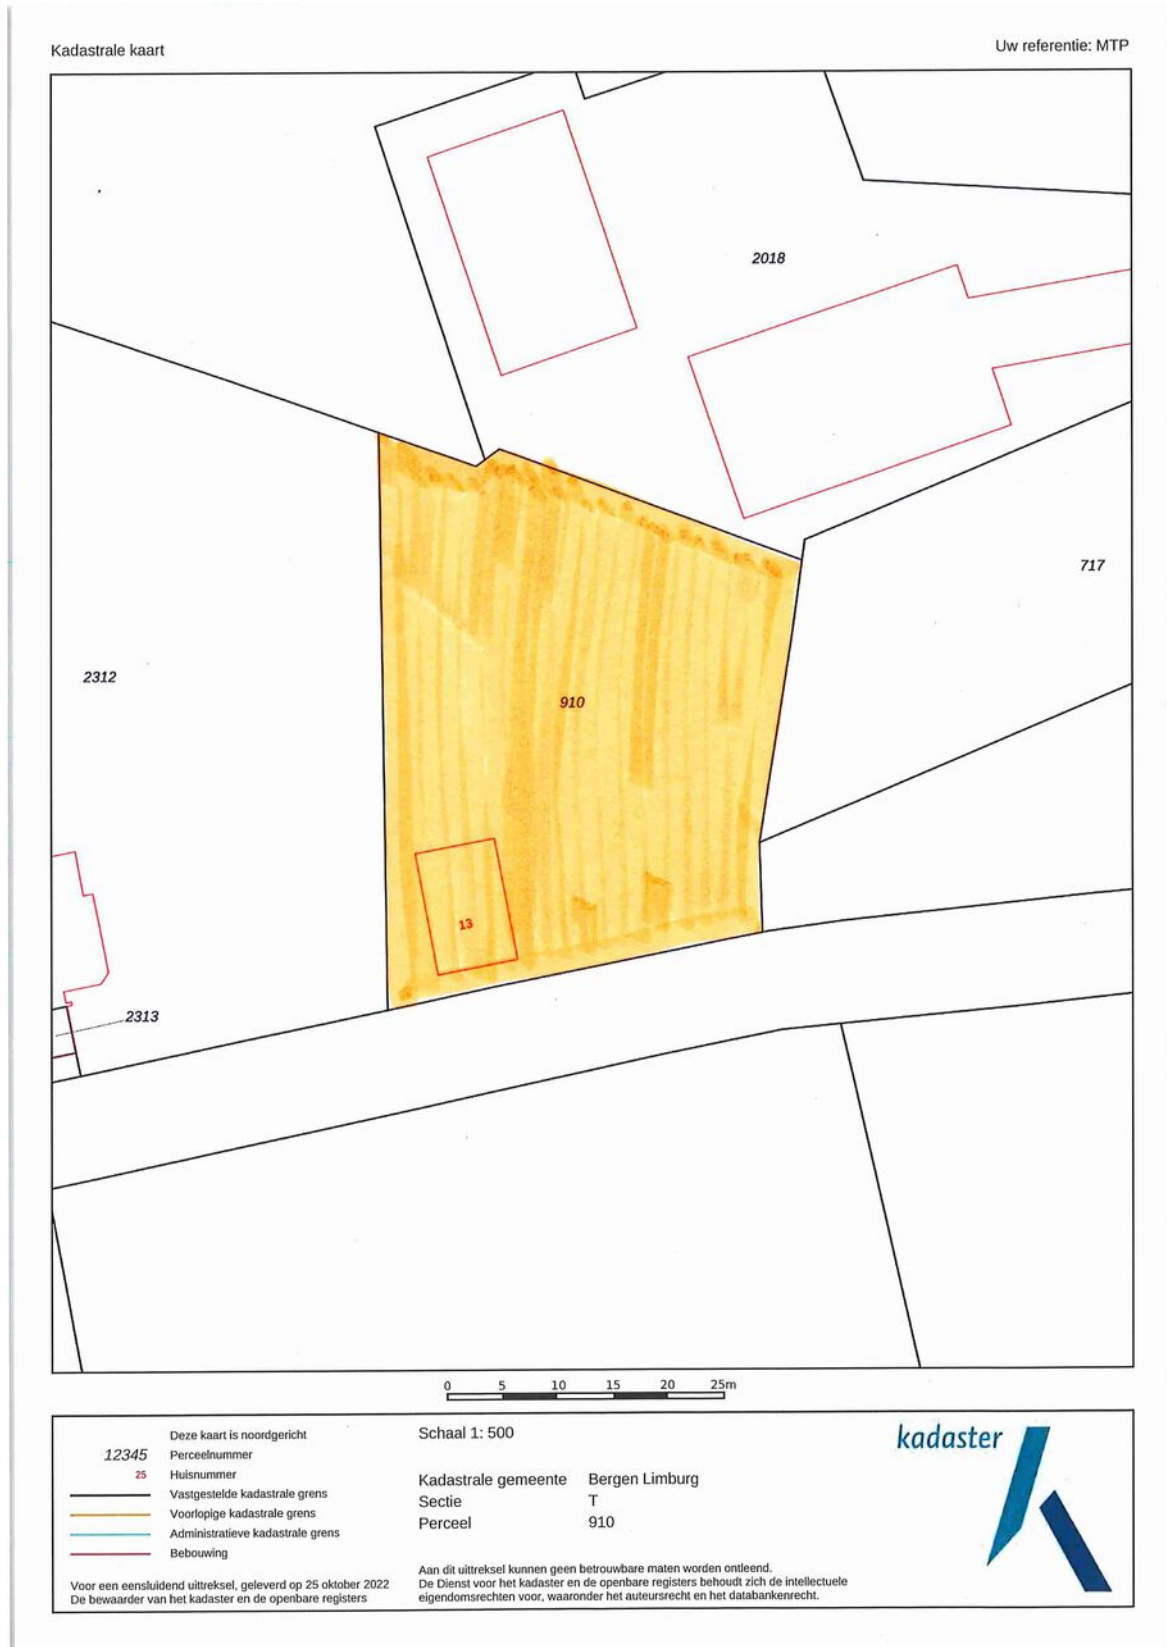 Kadastrale kaart
Uw referentie: MTP
2018
717
2312
910
13
2313
0 5 10 15 20 25m
Deze kaart is noordgericht
12345 Perceelnummer
25 Huisnummer
Vastgestelde kadastrale grens
Voorlopige kadastrale grens
Administratieve kadastrale grens
Bebouwing
Voor een eensluidend uittreksel, geleverd op 25 oktober 2022
De bewaarder van het kadaster en de openbare registers
Schaal 1: 500
Kadastrale gemeente Bergen Limburg
Sectie T
Perceel 910
Aan dit uittreksel kunnen geen betrouwbare maten worden ontleend.
De Dienst voor het kadaster en de openbare registers behoudt zich de intellectuele
eigendomsrechten voor, waaronder het auteursrecht en het databankenrecht.
kadaster